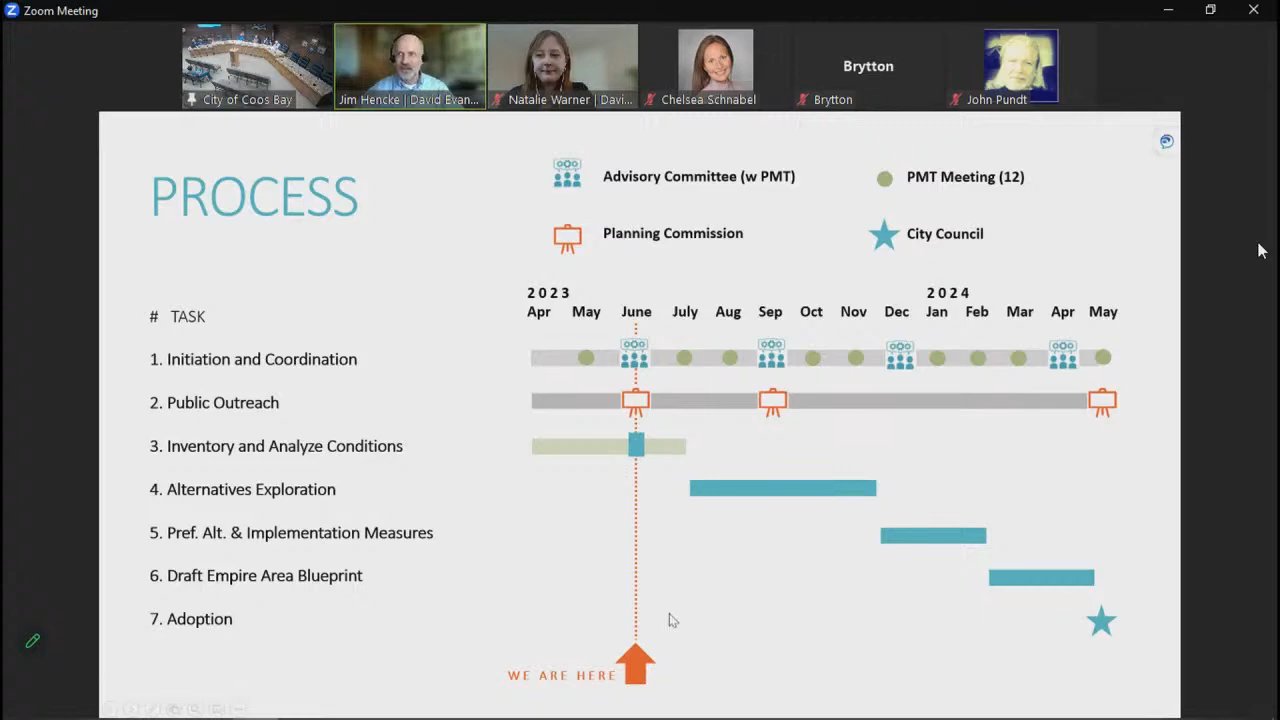 Zoom Meeting
City of Coos Bay
Jim Hencke | David Evan...
Natalie Warner | Davi...
Chelsea Schnabel
Brytton
Brytton
John Pundt
PROCESS
Advisory Committee (w PMT)
PMT Meeting (12)
Planning Commission
City Council
2023
2024
Apr May June July Aug Sep Oct Nov Dec Jan Feb Mar Apr May
# TASK
1. Initiation and Coordination
2. Public Outreach
3. Inventory and Analyze Conditions
4. Alternatives Exploration
5. Pref. Alt. & Implementation Measures
6. Draft Empire Area Blueprint
7. Adoption
WE ARE HERE